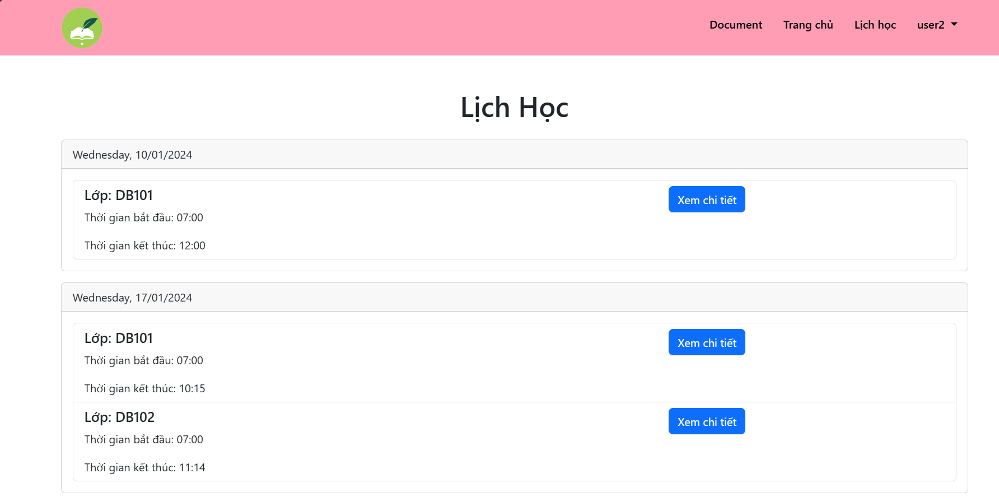 Document Trang chủ Lịch học user2
Lịch Học
Wednesday, 10/01/2024
Lớp: DB101
Xem chi tiết
Thời gian bắt đầu: 07:00
Thời gian kết thúc: 12:00
Wednesday, 17/01/2024
Lớp: DB101
Xem chi tiết
Thời gian bắt đầu: 07:00
Thời gian kết thúc: 10:15
Lớp: DB102
Xem chi tiết
Thời gian bắt đầu: 07:00
Thời gian kết thúc: 11:14